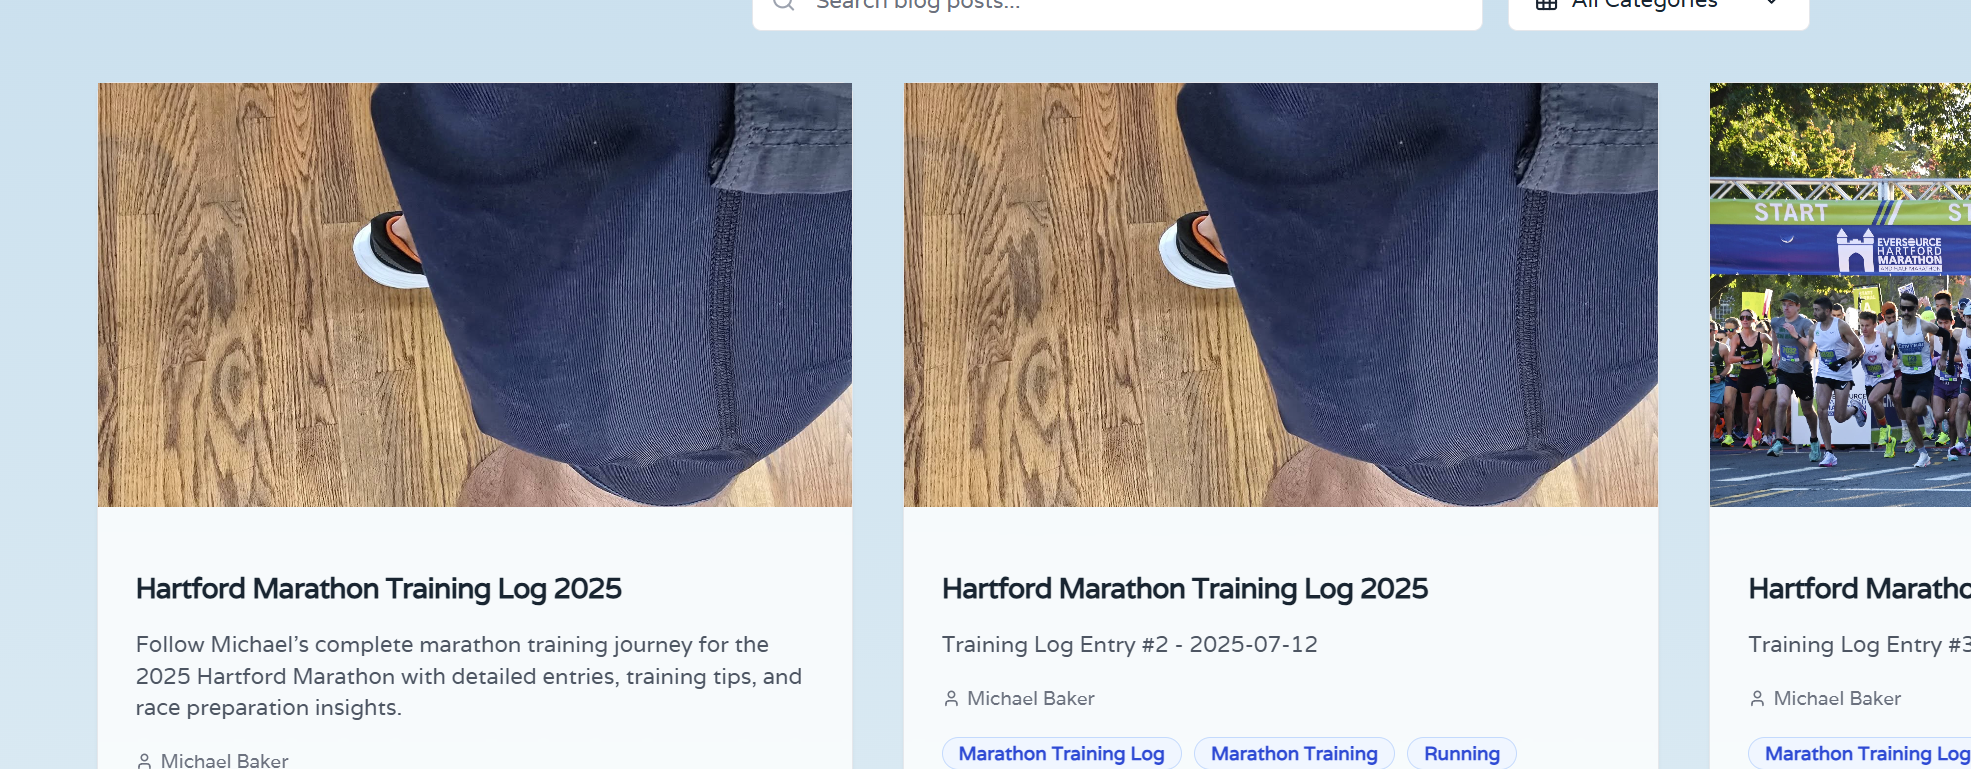 Search blog posts...
All Categories
START
ST
EVERSOURCE
HARTFORD
MARATHON
Hartford Marathon Training Log 2025
Follow Michael's complete marathon training journey for the
2025 Hartford Marathon with detailed entries, training tips, and
race preparation insights.
Michael Baker
Hartford Marathon Training Log 2025
Training Log Entry #2 - 2025-07-12
Michael Baker
Marathon Training Log
Marathon Training
Running
Hartford Maratho
Training Log Entry #3
Michael Baker
Marathon Training Log